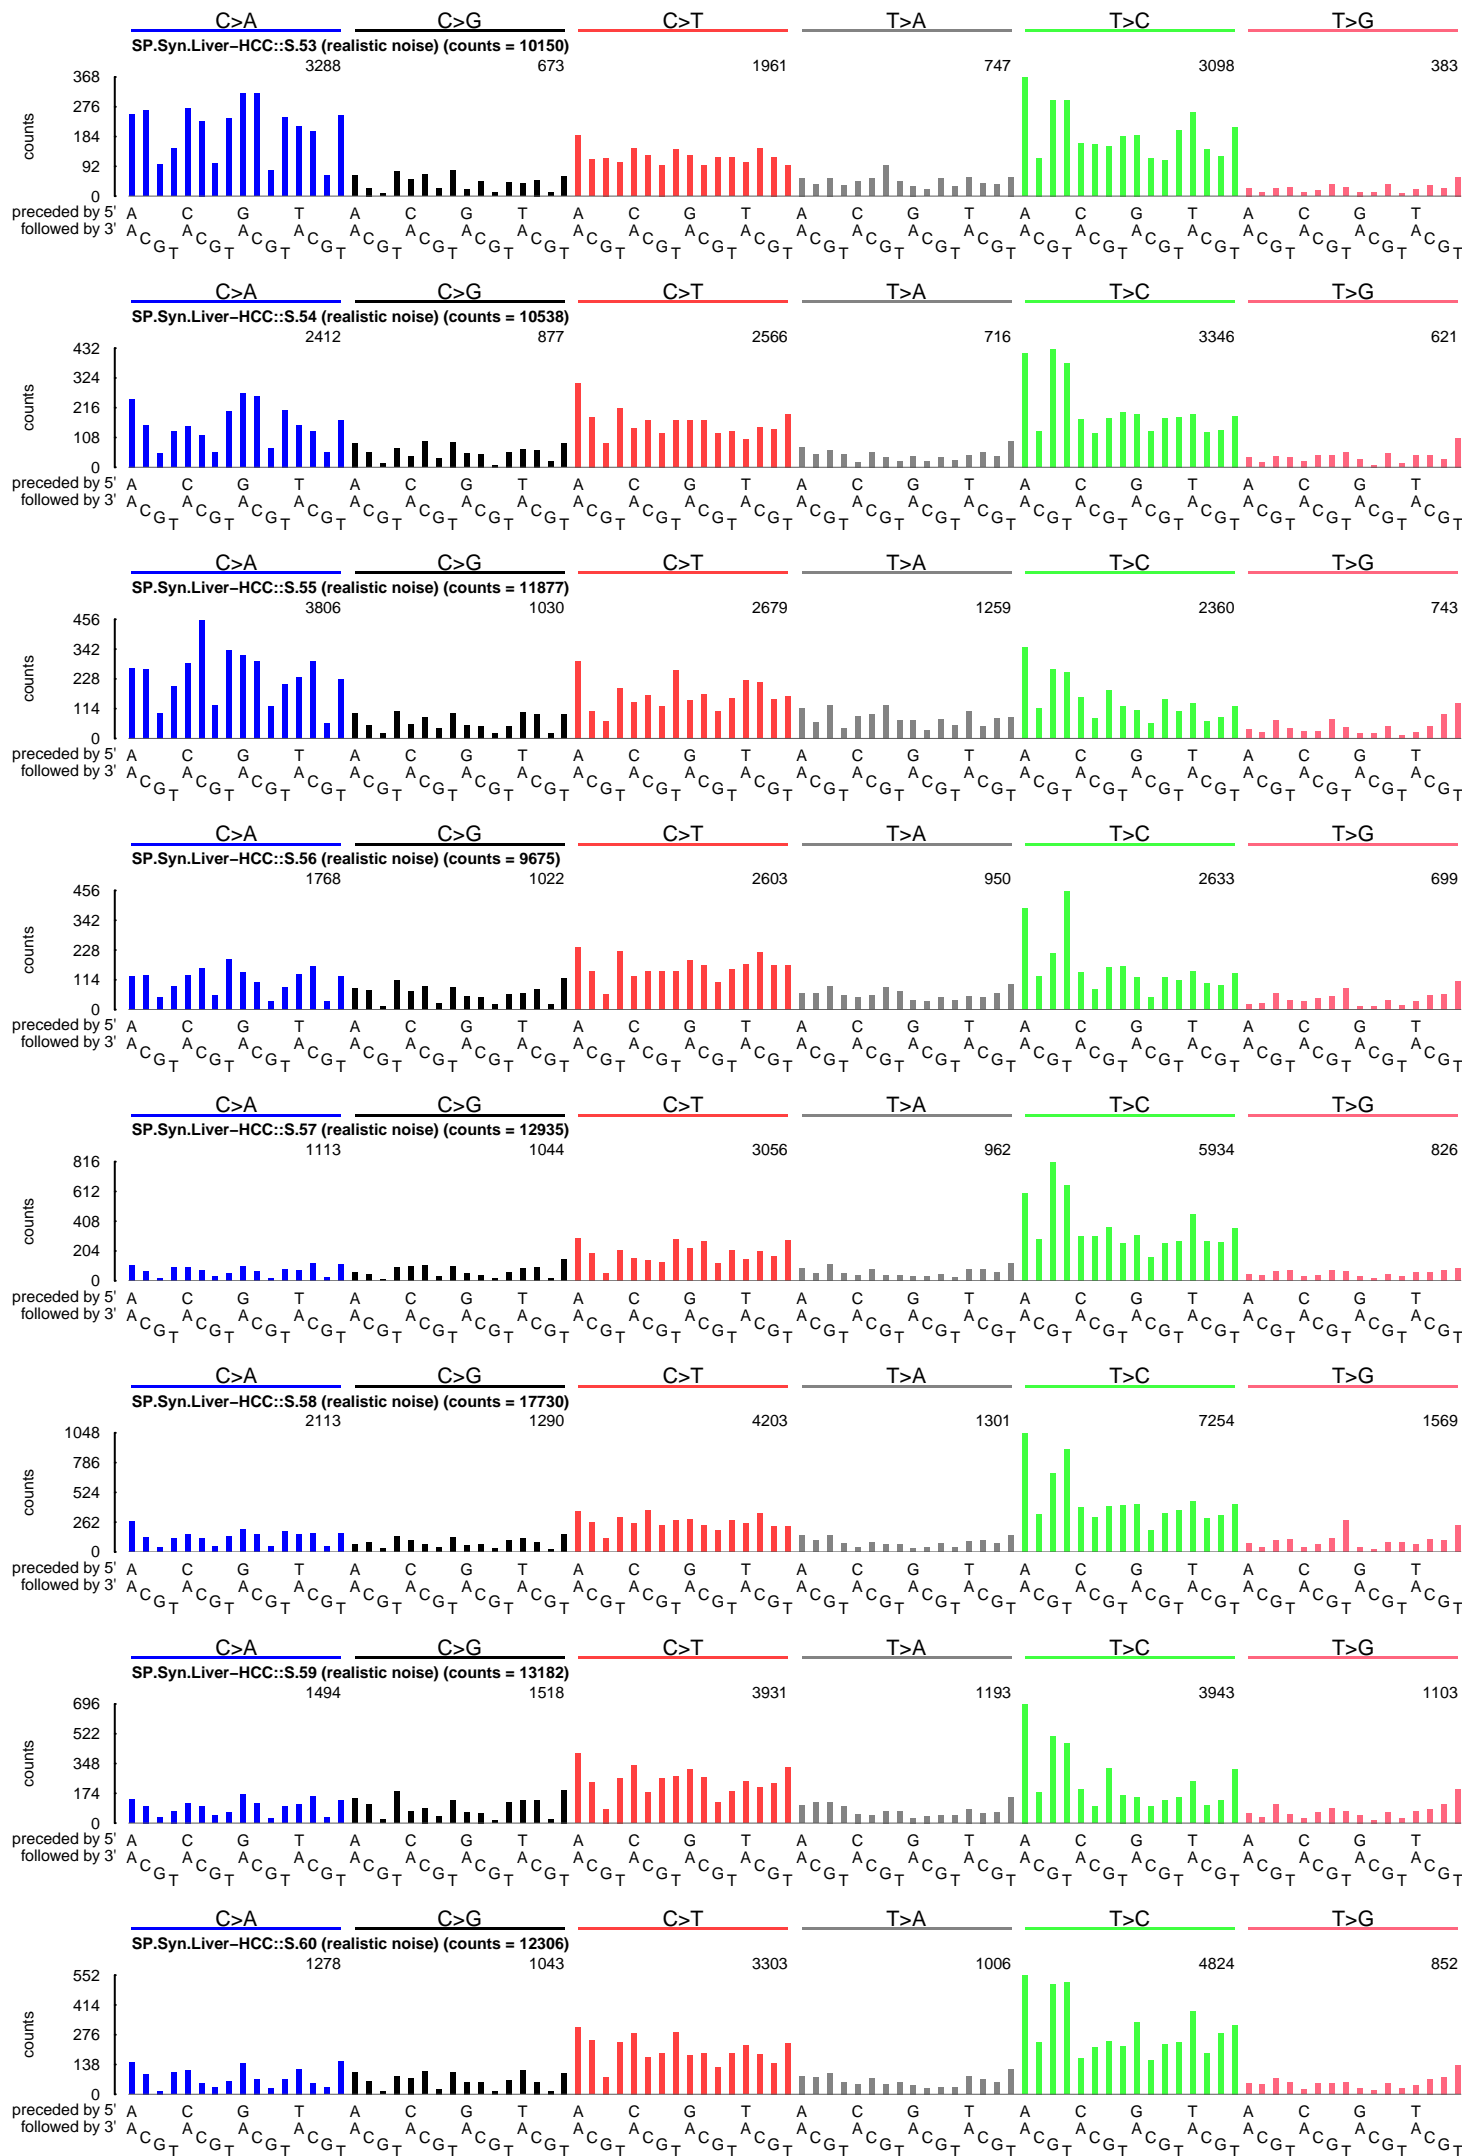 C>A C>G C>T T>A T>C T>G
SP.Syn.Liver−HCC::S.53 (realistic noise) (counts = 10150)
3288 673 1961 747 3098 383
368
276
184
92
0
counts
preceded by 5' A C G T A C G T A C G T A C G T A C G T A C G T
followed by 3' A C G T A C G T A C G T A C G T A C G T A C G T A C G T A C G T A C G T A C G T A C G T A C G T A C G T A C G T A C G T A C G T A C G T A C G T A C G T A C G T A C G T A C G T A C G T A C G T
C>A C>G C>T T>A T>C T>G
SP.Syn.Liver−HCC::S.54 (realistic noise) (counts = 10538)
2412 877 2566 716 3346 621
432
324
216
108
0
counts
preceded by 5' A C G T A C G T A C G T A C G T A C G T A C G T
followed by 3' A C G T A C G T A C G T A C G T A C G T A C G T A C G T A C G T A C G T A C G T A C G T A C G T A C G T A C G T A C G T A C G T A C G T A C G T A C G T A C G T A C G T A C G T A C G T A C G T
C>A C>G C>T T>A T>C T>G
SP.Syn.Liver−HCC::S.55 (realistic noise) (counts = 11877)
3806 1030 2679 1259 2360 743
456
342
228
114
0
counts
preceded by 5' A C G T A C G T A C G T A C G T A C G T A C G T
followed by 3' A C G T A C G T A C G T A C G T A C G T A C G T A C G T A C G T A C G T A C G T A C G T A C G T A C G T A C G T A C G T A C G T A C G T A C G T A C G T A C G T A C G T A C G T A C G T A C G T
C>A C>G C>T T>A T>C T>G
SP.Syn.Liver−HCC::S.56 (realistic noise) (counts = 9675)
1768 1022 2603 950 2633 699
456
342
228
114
0
counts
preceded by 5' A C G T A C G T A C G T A C G T A C G T A C G T
followed by 3' A C G T A C G T A C G T A C G T A C G T A C G T A C G T A C G T A C G T A C G T A C G T A C G T A C G T A C G T A C G T A C G T A C G T A C G T A C G T A C G T A C G T A C G T A C G T A C G T
C>A C>G C>T T>A T>C T>G
SP.Syn.Liver−HCC::S.57 (realistic noise) (counts = 12935)
1113 1044 3056 962 5934 826
816
612
408
204
0
counts
preceded by 5' A C G T A C G T A C G T A C G T A C G T A C G T
followed by 3' A C G T A C G T A C G T A C G T A C G T A C G T A C G T A C G T A C G T A C G T A C G T A C G T A C G T A C G T A C G T A C G T A C G T A C G T A C G T A C G T A C G T A C G T A C G T A C G T
C>A C>G C>T T>A T>C T>G
SP.Syn.Liver−HCC::S.58 (realistic noise) (counts = 17730)
2113 1290 4203 1301 7254 1569
1048
786
524
262
0
counts
preceded by 5' A C G T A C G T A C G T A C G T A C G T A C G T
followed by 3' A C G T A C G T A C G T A C G T A C G T A C G T A C G T A C G T A C G T A C G T A C G T A C G T A C G T A C G T A C G T A C G T A C G T A C G T A C G T A C G T A C G T A C G T A C G T A C G T
C>A C>G C>T T>A T>C T>G
SP.Syn.Liver−HCC::S.59 (realistic noise) (counts = 13182)
1494 1518 3931 1193 3943 1103
696
522
348
174
0
counts
preceded by 5' A C G T A C G T A C G T A C G T A C G T A C G T
followed by 3' A C G T A C G T A C G T A C G T A C G T A C G T A C G T A C G T A C G T A C G T A C G T A C G T A C G T A C G T A C G T A C G T A C G T A C G T A C G T A C G T A C G T A C G T A C G T A C G T
C>A C>G C>T T>A T>C T>G
SP.Syn.Liver−HCC::S.60 (realistic noise) (counts = 12306)
1278 1043 3303 1006 4824 852
552
414
276
138
0
counts
preceded by 5' A C G T A C G T A C G T A C G T A C G T A C G T
followed by 3' A C G T A C G T A C G T A C G T A C G T A C G T A C G T A C G T A C G T A C G T A C G T A C G T A C G T A C G T A C G T A C G T A C G T A C G T A C G T A C G T A C G T A C G T A C G T A C G T